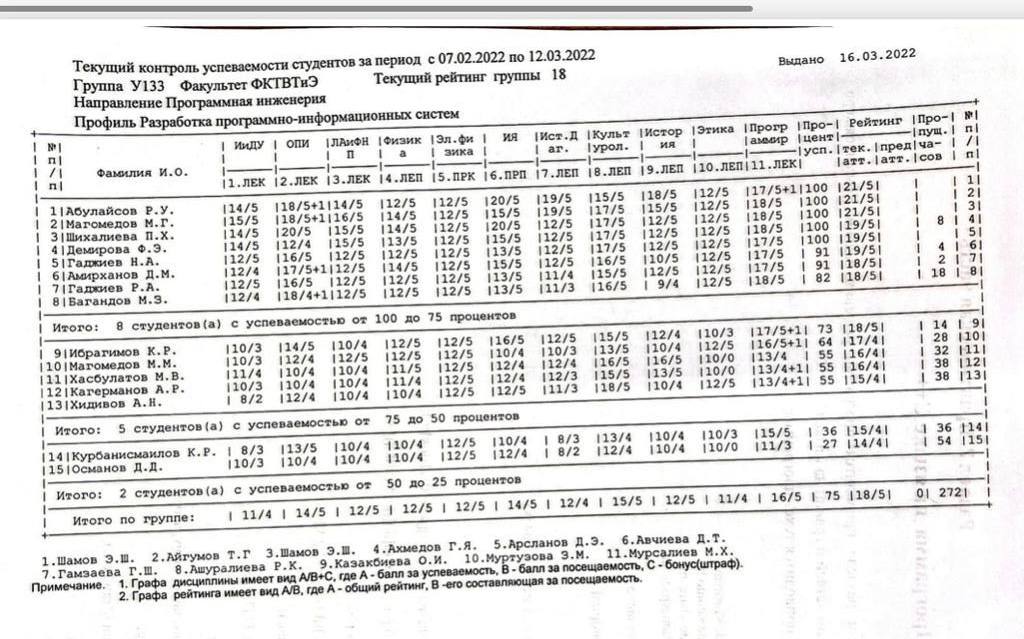 Текущий контроль успеваемости студентов за период с 07.02.2022 по 12.03.2022
Выдано 16.03.2022
Группа У133 Факультет ФКТВТиЭ Текущий рейтинг группы 18
Направление Программная инженерия
Профиль Разработка программно-информационных систем
№ п/п | Фамилия И.О. | ИиДУ | ОПИ | ЛАиФН П | Физик а | Эл.фи зика | ИЯ | Ист.Д аг. | Культ урол. | Истор ия | Этика | Прогр аммир | Про- цент усп. | Рейтинг | Про- пущ. ча- сов | № п/п
|1.ЛЕК |2.ЛЕК |3.ЛЕК |4.ЛЕП |5.ПРК |6.ПРП |7.ЛЕП |8.ЛЕП |9.ЛЕП |10.ЛЕП |11.ЛЕК| тек. атт. | пред атт.
1|Абулайсов Р.У. |14/5 |18/5+1|14/5 |12/5 |12/5 |20/5 |19/5 |15/5 |18/5 |12/5 |17/5+1|100 |21/5| | 1|
2|Магомедов М.Г. |15/5 |18/5+1|16/5 |14/5 |12/5 |15/5 |19/5 |17/5 |15/5 |12/5 |18/5 |100 |21/5| | 2|
3|Шихалиева П.Х. |14/5 |20/5 |15/5 |14/5 |12/5 |20/5 |12/5 |17/5 |12/5 |12/5 |18/5 |100 |21/5| | 3|
4|Демирова Ф.Э. |14/5 |12/4 |15/5 |13/5 |12/5 |15/5 |12/5 |17/5 |12/5 |12/5 |18/5 |100 |19/5| | 8 | 4|
5|Гаджиев Н.А. |12/5 |16/5 |12/5 |12/5 |12/5 |13/5 |12/5 |17/5 |12/5 |12/5 |17/5 |100 |19/5| | 5|
6|Амирханов Д.М. |12/4 |17/5+1|12/5 |14/5 |12/5 |15/5 |12/5 |16/5 |10/5 |12/5 |17/5 | 91 |19/5| | 4 | 6|
7|Гаджиев Р.А. |12/5 |16/5 |12/5 |12/5 |12/5 |13/5 |11/4 |15/5 |12/5 |12/5 |17/5 | 91 |18/5| | 2 | 7|
8|Багандов М.З. |12/4 |18/4+1|12/5 |12/5 |12/5 |13/5 |11/3 |16/5 | 9/4 |12/5 |18/5 | 82 |18/5| | 18 | 8|
Итого: 8 студентов(а) с успеваемостью от 100 до 75 процентов
9|Ибрагимов К.Р. |10/3 |14/5 |10/4 |12/5 |12/5 |16/5 |12/5 |15/5 |12/4 |10/3 |17/5+1| 73 |18/5| | 14 | 9|
10|Магомедов М.М. |10/3 |12/4 |12/5 |12/5 |12/5 |10/4 |10/3 |13/5 |10/4 |12/5 |16/5+1| 64 |17/4| | 28 |10|
11|Хасбулатов М.В. |11/4 |10/4 |10/4 |11/5 |12/5 |12/4 |12/4 |16/5 |16/5 |10/0 |13/4 | 55 |16/4| | 32 |11|
12|Кагерманов А.Р. |10/3 |10/4 |10/4 |11/4 |12/5 |12/4 |12/3 |15/5 |13/5 |10/0 |13/4+1| 55 |16/4| | 38 |12|
13|Хидивов А.Н. | 8/2 |12/4 |10/4 |10/4 |12/5 |12/5 |11/3 |18/5 |10/4 |12/5 |13/4+1| 55 |15/4| | 38 |13|
Итого: 5 студентов(а) с успеваемостью от 75 до 50 процентов
14|Курбанисмаилов К.Р. | 8/3 |13/5 |10/4 |10/4 |12/5 |10/4 | 8/3 |13/4 |10/4 |10/3 |15/5 | 36 |15/4| | 36 |14|
15|Османов Д.Д. |10/3 |10/4 |10/4 |10/4 |12/5 |12/4 | 8/2 |12/4 |10/4 |10/0 |11/3 | 27 |14/4| | 54 |15|
Итого: 2 студентов(а) с успеваемостью от 50 до 25 процентов
Итого по группе: | 11/4 | 14/5 | 12/5 | 12/5 | 12/5 | 14/5 | 12/4 | 15/5 | 12/5 | 11/4 | 16/5 | 75 |18/5| 0| 272|
1.Шамов Э.Ш. 2.Айгумов Т.Г 3.Шамов Э.Ш. 4.Ахмедов Г.Я. 5.Арсланов Д.Э. 6.Авчиева Д.Т.
7.Гамзаева Г.Ш. 8.Ашуралиева Р.К. 9.Казакбиева О.И. 10.Муртузова Э.М. 11.Мурсалиев М.Х.
Примечание. 1. Графа дисциплины имеет вид А/В+С, где А - балл за успеваемость, В - балл за посещаемость, С - бонус(штраф).
2. Графа рейтинга имеет вид А/В, где А - общий рейтинг, В -его составляющая за посещаемость.